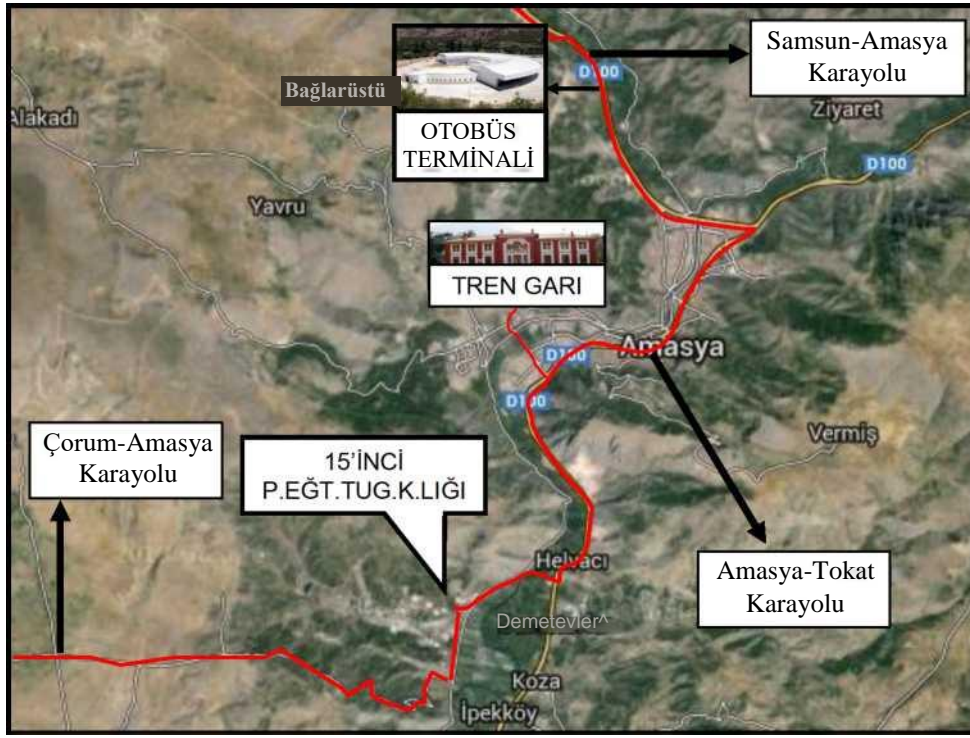 Samsun-Amasya
Karayolu
D100
Bağlarüstü
Alakadı
Ziyaret
OTOBÜS
TERMİNALİ
D100
Yavru
TREN GARI
Amasya
D100
D100
Çorum-Amasya
Karayolu
Vermiş
15'İNCİ
P.EĞT.TUG.K.LIĞI
Helvacı
Amasya-Tokat
Karayolu
Demetevler^
Koza
İpekköy